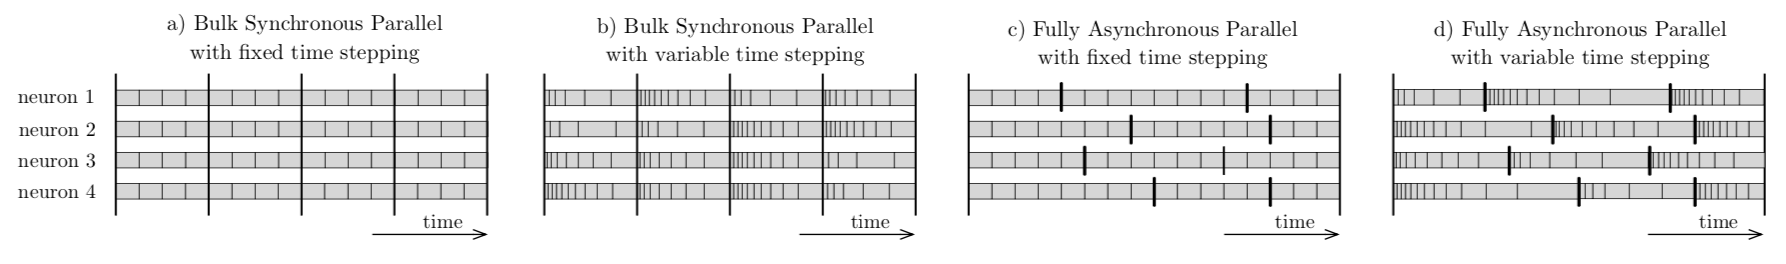 a) Bulk Synchronous Parallel
with fixed time stepping
b) Bulk Synchronous Parallel
with variable time stepping
c) Fully Asynchronous Parallel
with fixed time stepping
d) Fully Asynchronous Parallel
with variable time stepping
neuron 1
neuron 2
neuron 3
neuron 4
time
time
time
time